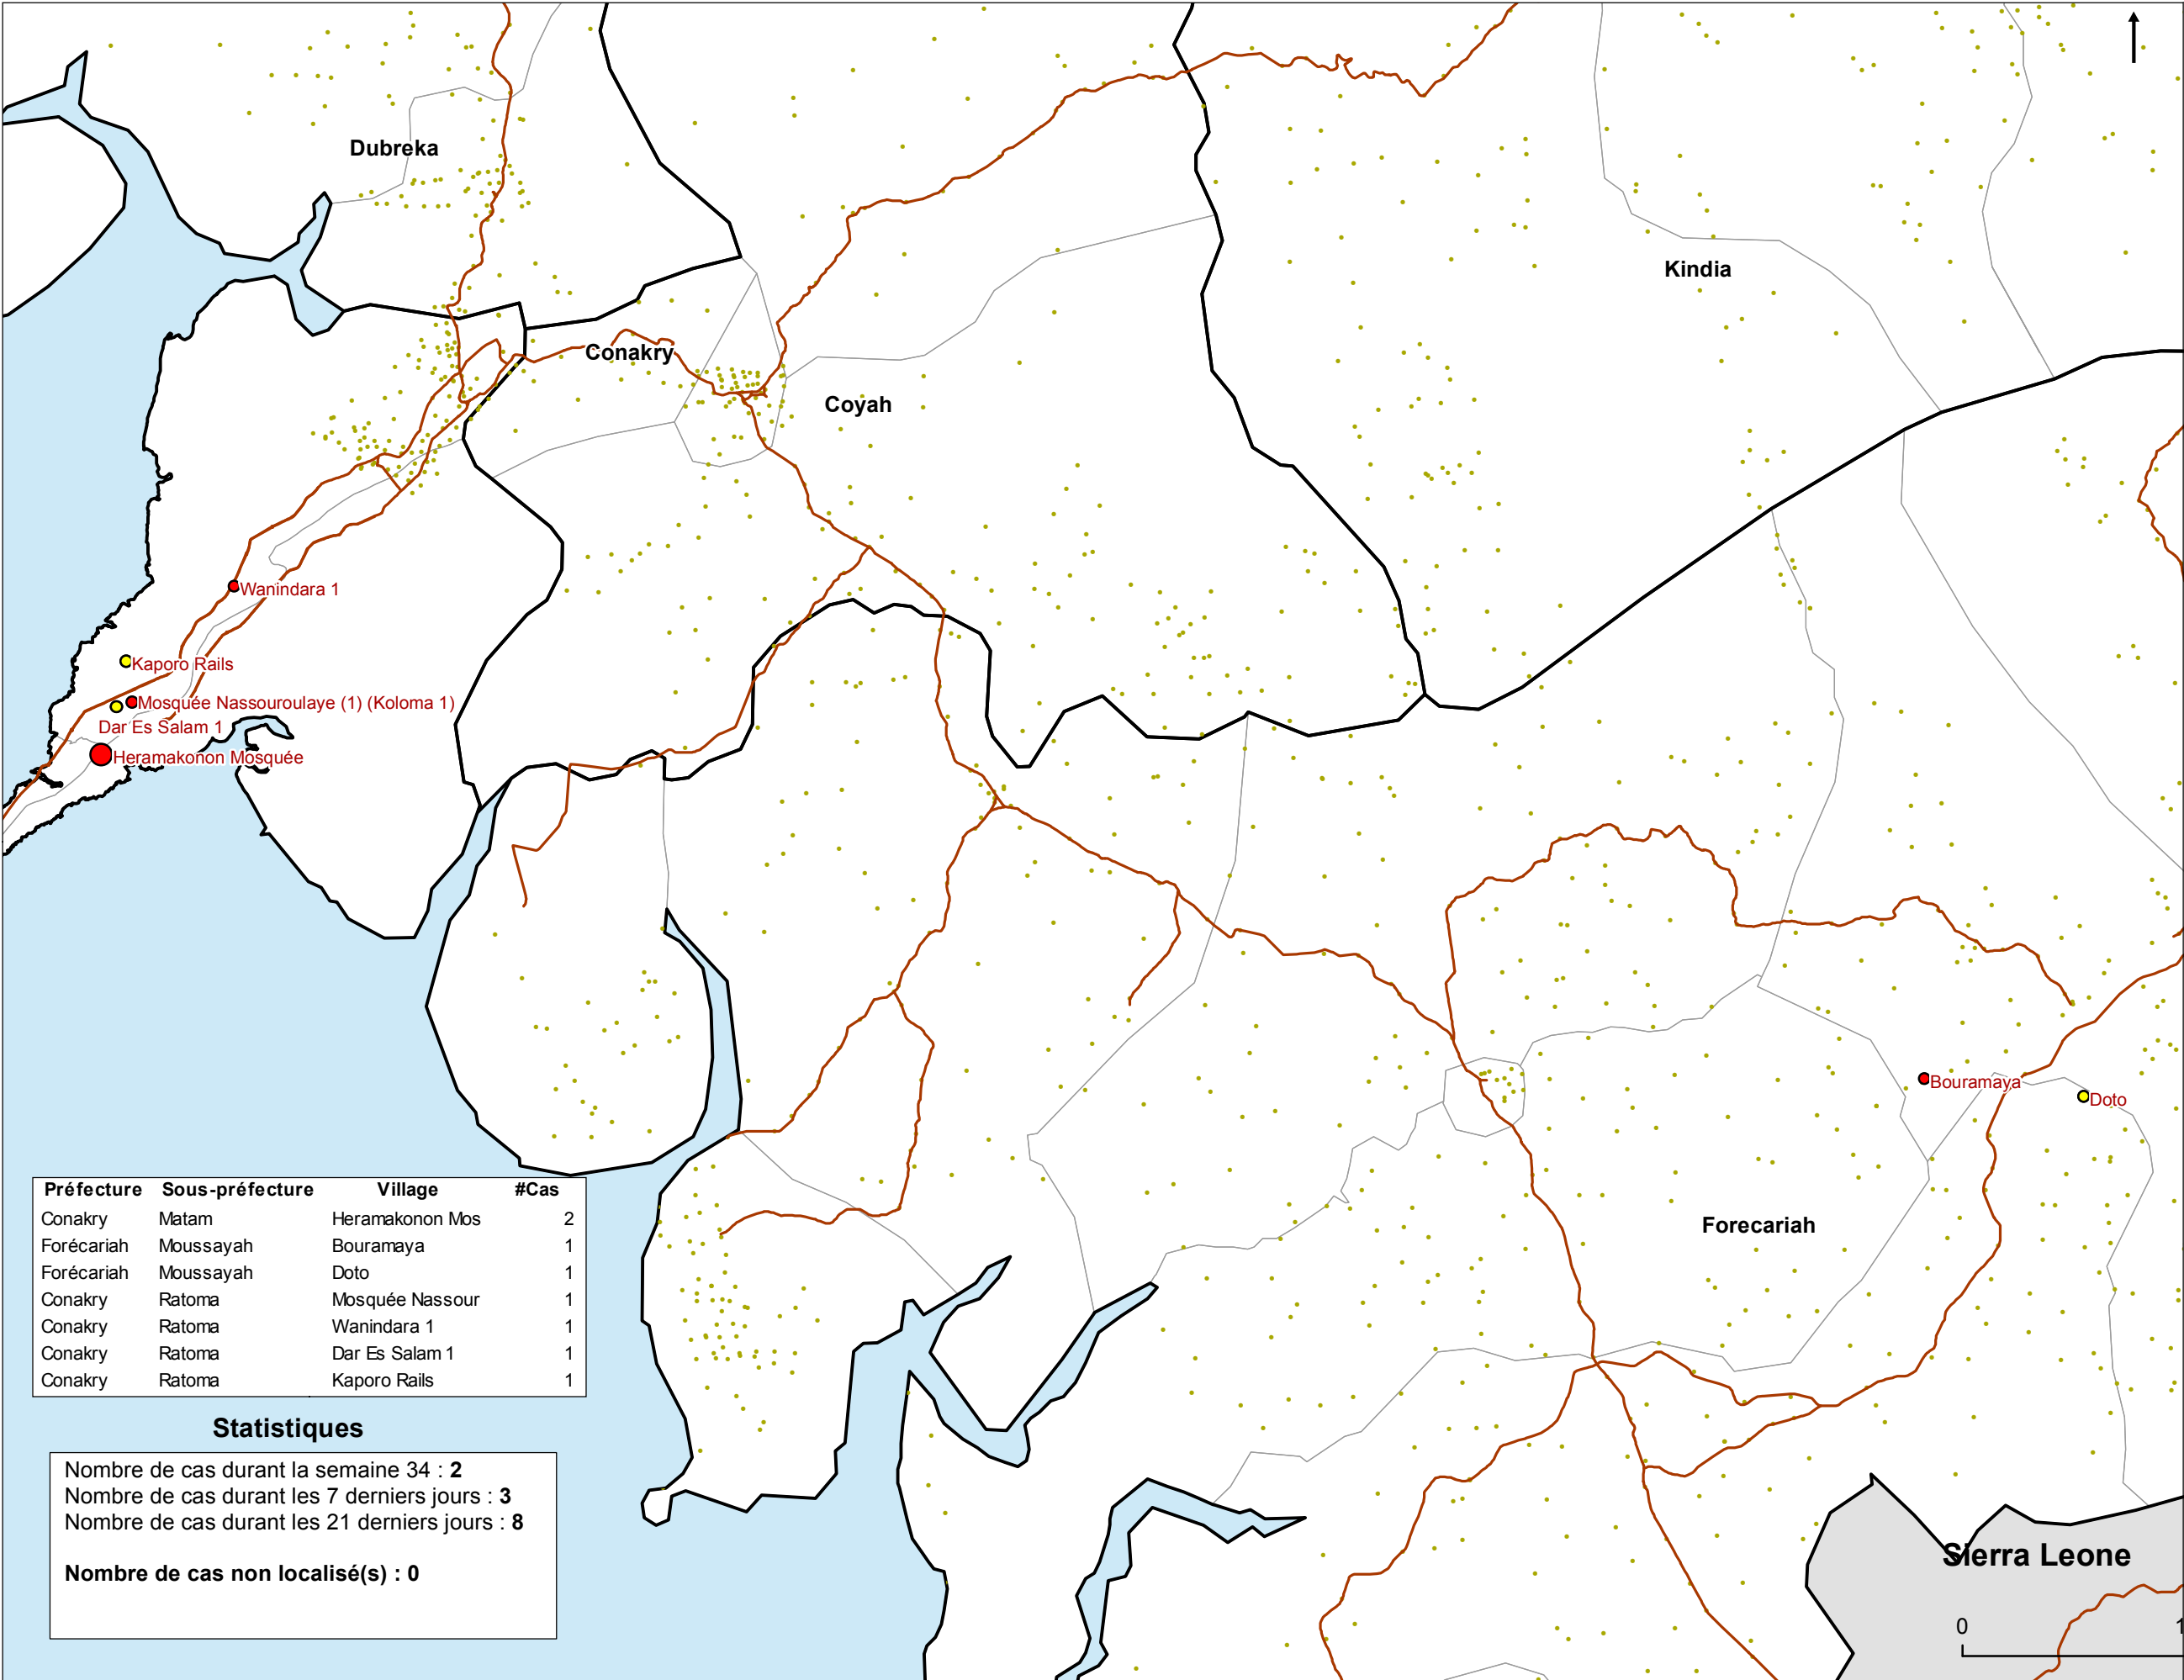 Dubreka
Kindia
Conakry
Coyah
Wanindara 1
Kaporo Rails
Mosquée Nassouroulaye (1) (Koloma 1)
Dar Es Salam 1
Heramakonon Mosquée
Bouramaya
Doto
Forecariah
Préfecture Sous-préfecture Village #Cas
Conakry Matam Heramakonon Mos 2
Forécariah Moussayah Bouramaya 1
Forécariah Moussayah Doto 1
Conakry Ratoma Mosquée Nassour 1
Conakry Ratoma Wanindara 1 1
Conakry Ratoma Dar Es Salam 1 1
Conakry Ratoma Kaporo Rails 1
Statistiques
Nombre de cas durant la semaine 34 : 2
Nombre de cas durant les 7 derniers jours : 3
Nombre de cas durant les 21 derniers jours : 8
Nombre de cas non localisé(s) : 0
Sierra Leone
0 1